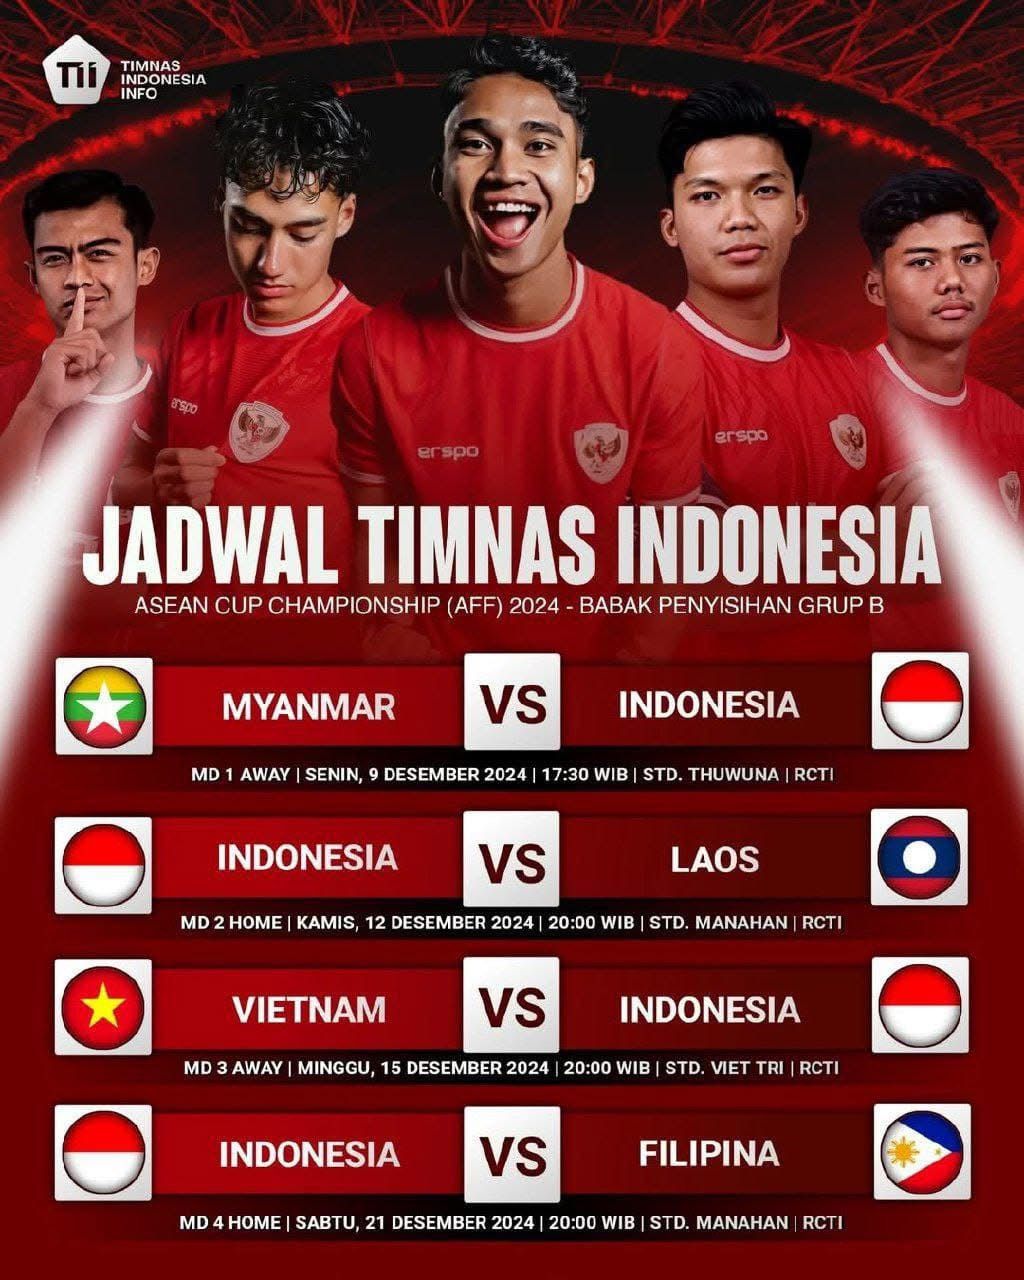 TII TIMNAS
INDONESIA
INFO
erspo
erspo
erspo
JADWAL TIMNAS INDONESIA
ASEAN CUP CHAMPIONSHIP (AFF) 2024 - BABAK PENYISIHAN GRUP B
MYANMAR VS INDONESIA
MD 1 AWAY | SENIN, 9 DESEMBER 2024 | 17:30 WIB | STD. THUWUNA | RCTI
INDONESIA VS LAOS
MD 2 HOME | KAMIS, 12 DESEMBER 2024 | 20:00 WIB | STD. MANAHAN | RCTI
VIETNAM VS INDONESIA
MD 3 AWAY | MINGGU, 15 DESEMBER 2024 | 20:00 WIB | STD. VIET TRI | RCTI
INDONESIA VS FILIPINA
MD 4 HOME | SABTU, 21 DESEMBER 2024 | 20:00 WIB | STD. MANAHAN | RCTI